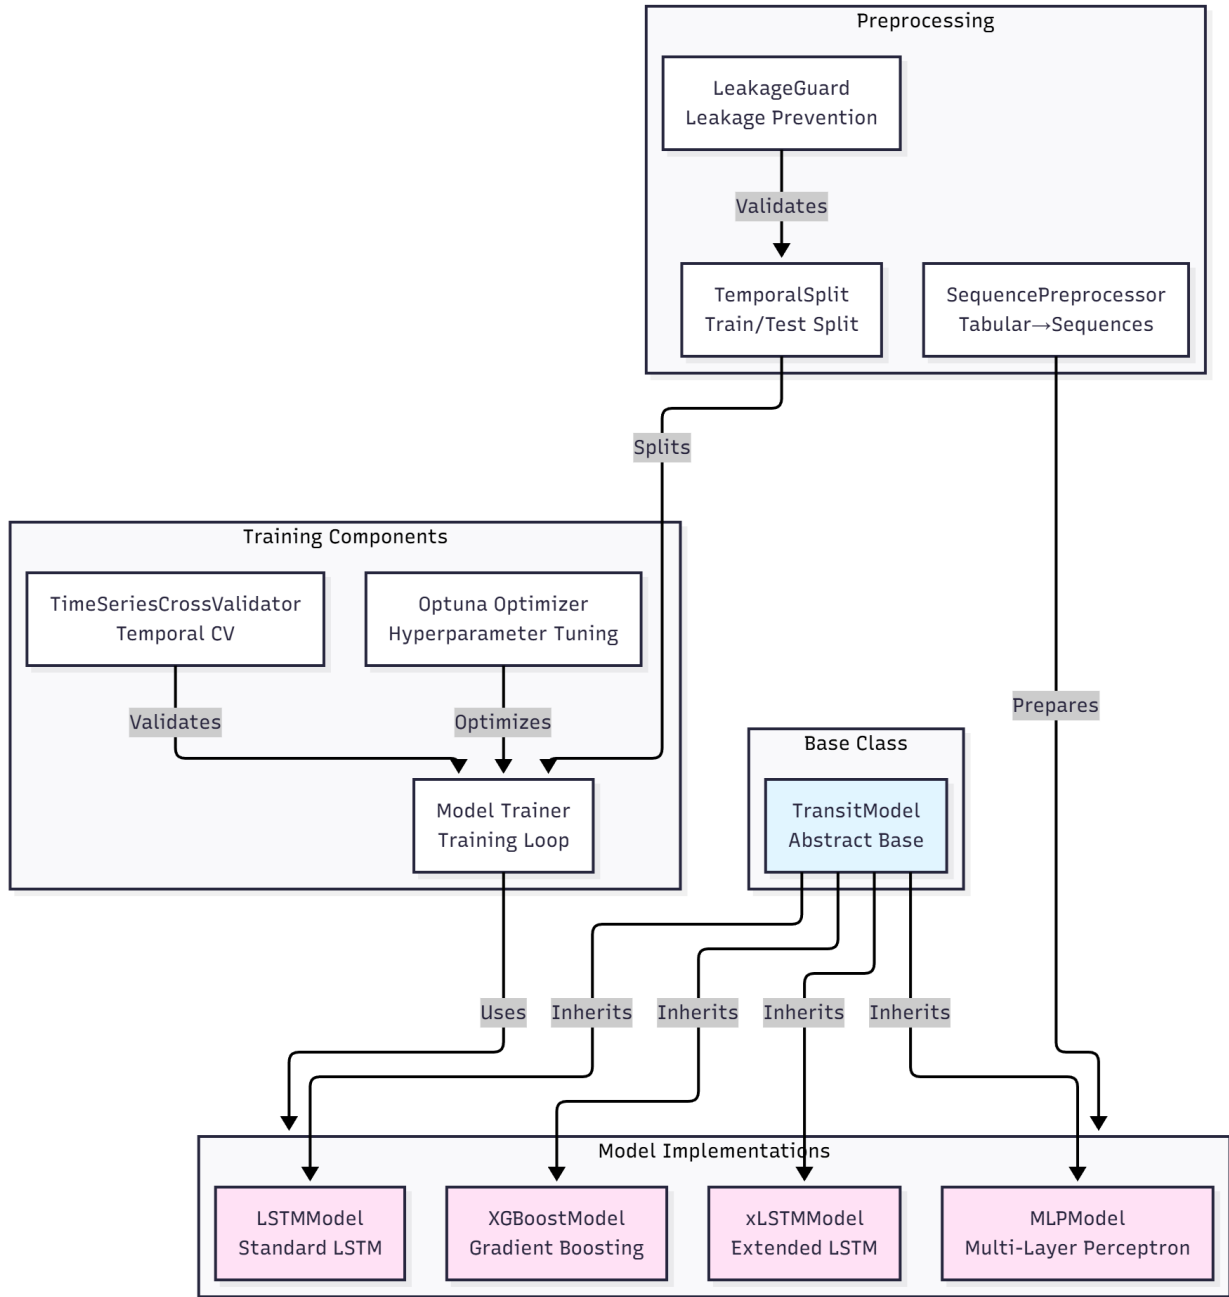 Preprocessing
LeakageGuard
Leakage Prevention
Validates
TemporalSplit
Train/Test Split
SequencePreprocessor
Tabular→Sequences
Splits
Prepares
Training Components
TimeSeriesCrossValidator
Temporal CV
Optuna Optimizer
Hyperparameter Tuning
Validates
Optimizes
Model Trainer
Training Loop
Base Class
TransitModel
Abstract Base
Uses
Inherits
Inherits
Inherits
Inherits
Model Implementations
LSTMModel
Standard LSTM
XGBoostModel
Gradient Boosting
xLSTMModel
Extended LSTM
MLPModel
Multi-Layer Perceptron